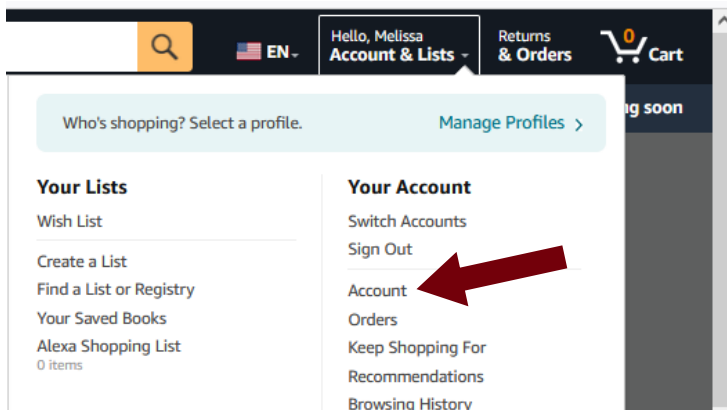 EN
Hello, Melissa
Account & Lists
Returns
& Orders
0
Cart
soon
Who's shopping? Select a profile.
Manage Profiles >
Your Lists
Wish List
Create a List
Find a List or Registry
Your Saved Books
Alexa Shopping List
0 items
Your Account
Switch Accounts
Sign Out
Account
Orders
Keep Shopping For
Recommendations
Browsing History